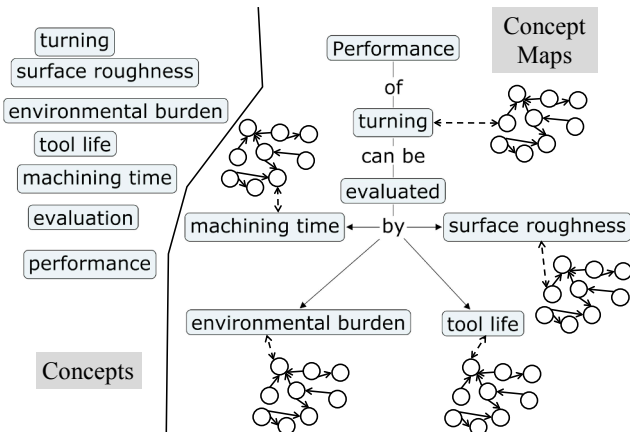 turning
surface roughness
environmental burden
tool life
machining time
evaluation
performance
Concepts
Concept
Maps
Performance
of
turning
can be
evaluated
machining time
by
surface roughness
environmental burden
tool life